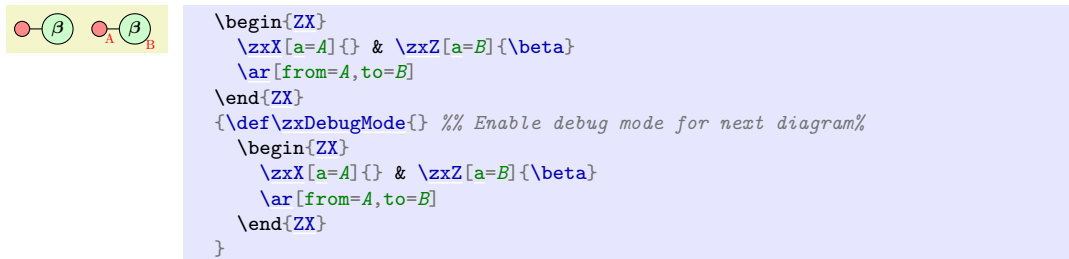 β β
A B
\begin{ZX}
  \zxX[a=A]{} & \zxZ[a=B]{\beta}
  \ar[from=A,to=B]
\end{ZX}
{\def\zxDebugMode{} %% Enable debug mode for next diagram%
  \begin{ZX}
    \zxX[a=A]{} & \zxZ[a=B]{\beta}
    \ar[from=A,to=B]
  \end{ZX}
}